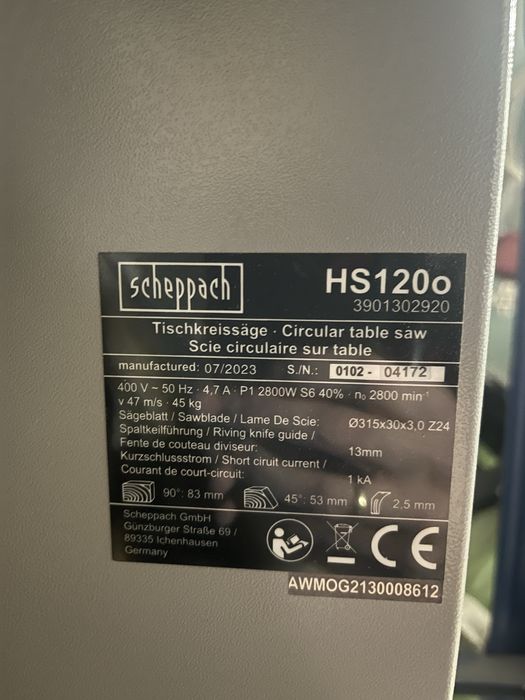 scheppach
HS120o
3901302920
Tischkreissäge · Circular table saw
Scie circulaire sur table
manufactured: 07/2023 S./N.: 0102 - 04172
400 V ~ 50 Hz · 4,7 A · P1 2800W S6 40% · n₀ 2800 min⁻¹
v 47 m/s · 45 kg
Sägeblatt / Sawblade / Lame De Scie: Ø315x30x3,0 Z24
Spaltkeilführung / Riving knife guide /
Fente de couteau diviseur: 13mm
Kurzschlussstrom / Short ciruit current /
Courant de court-circuit: 1 kA
90°: 83 mm 45°: 53 mm 2,5 mm
Scheppach GmbH
Günzburger Straße 69 /
89335 Ichenhausen
Germany
CE
AWMOG2130008612